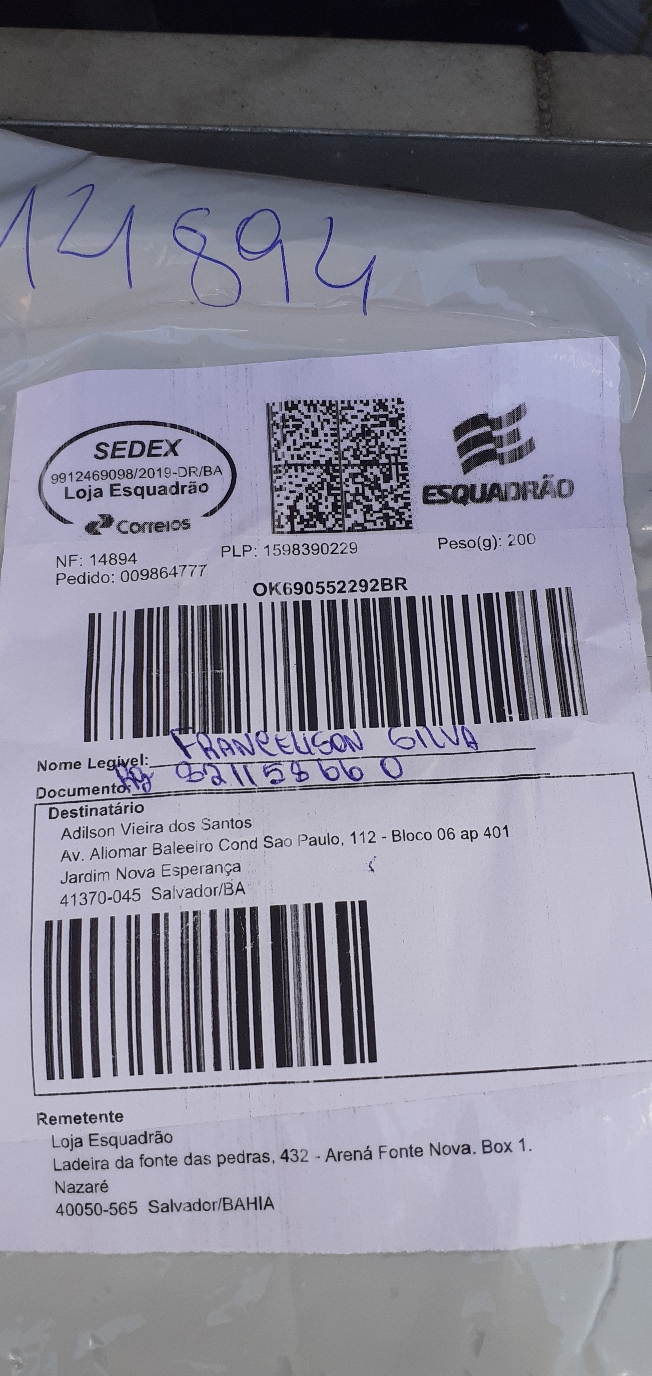 14894
SEDEX
9912469098/2019-DR/BA
Loja Esquadrão
Correios
ESQUADRÃO
NF: 14894
PLP: 1598390229
Peso(g): 200
Pedido: 009864777
OK690552292BR
Nome Legível: FRANCELISON SILVA
Documento: Rg 821158660
Destinatário
Adilson Vieira dos Santos
Av. Aliomar Baleeiro Cond Sao Paulo, 112 - Bloco 06 ap 401
Jardim Nova Esperança
41370-045 Salvador/BA
Remetente
Loja Esquadrão
Ladeira da fonte das pedras, 432 - Arená Fonte Nova. Box 1.
Nazaré
40050-565 Salvador/BAHIA